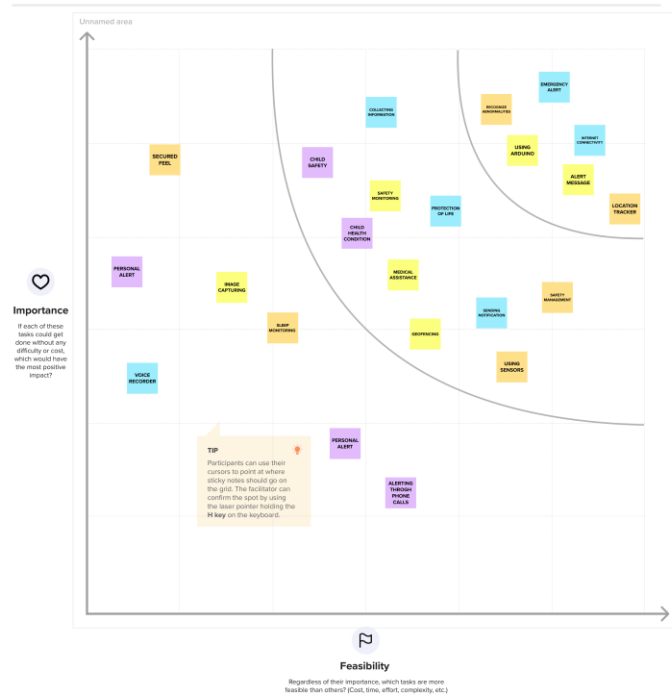 Unnamed area
EMERGENCY
ALERT
RECOGNISE
ABNORMALITIES
COLLECTING
INFORMATION
INTERNET
CONNECTIVITY
USING
ARDUINO
SECURED
FEEL
CHILD
SAFETY
ALERT
MESSAGE
SAFETY
MONITORING
PROTECTION
OF LIFE
LOCATION
TRACKER
CHILD
HEALTH
CONDITION
PERSONAL
ALERT
MEDICAL
ASSISTANCE
IMAGE
CAPTURING
SAFETY
MANAGEMENT
SENDING
NOTIFICATION
SLEEP
MONITORING
GEOFENCING
USING
SENSORS
VOICE
RECORDER
Importance
If each of these
tasks could get
done without any
difficulty or cost,
which would have
the most positive
impact?
PERSONAL
ALERT
ALERTING
THROGH
PHONE
CALLS
TIP
Participants can use their
cursors to point at where
sticky notes should go on
the grid. The facilitator can
confirm the spot by using
the laser pointer holding the
H key on the keyboard.
Feasibility
Regardless of their importance, which tasks are more
feasible than others? (Cost, time, effort, complexity, etc.)